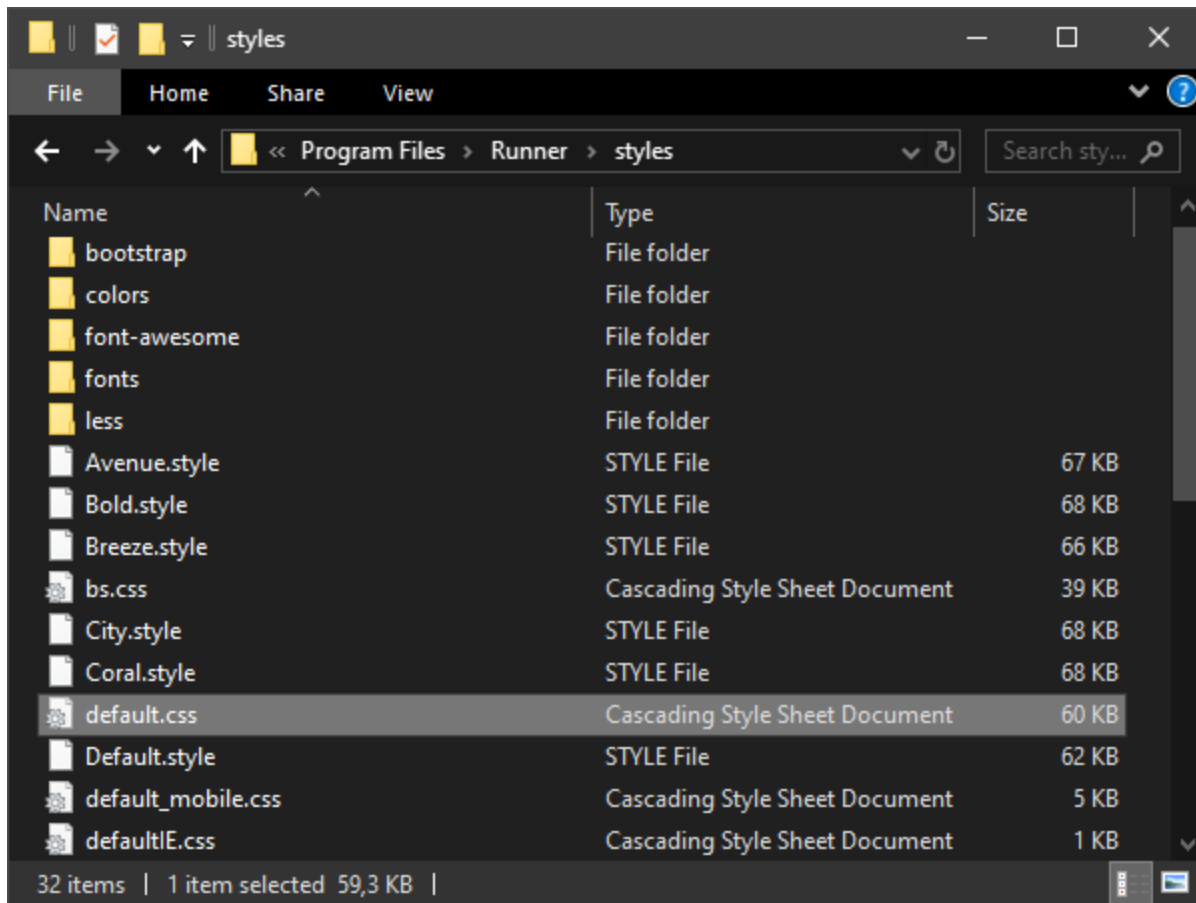 styles
File Home Share View
« Program Files > Runner > styles Search sty...
Name Type Size
bootstrap File folder
colors File folder
font-awesome File folder
fonts File folder
less File folder
Avenue.style STYLE File 67 KB
Bold.style STYLE File 68 KB
Breeze.style STYLE File 66 KB
bs.css Cascading Style Sheet Document 39 KB
City.style STYLE File 68 KB
Coral.style STYLE File 68 KB
default.css Cascading Style Sheet Document 60 KB
Default.style STYLE File 62 KB
default_mobile.css Cascading Style Sheet Document 5 KB
defaultIE.css Cascading Style Sheet Document 1 KB
32 items | 1 item selected 59,3 KB |